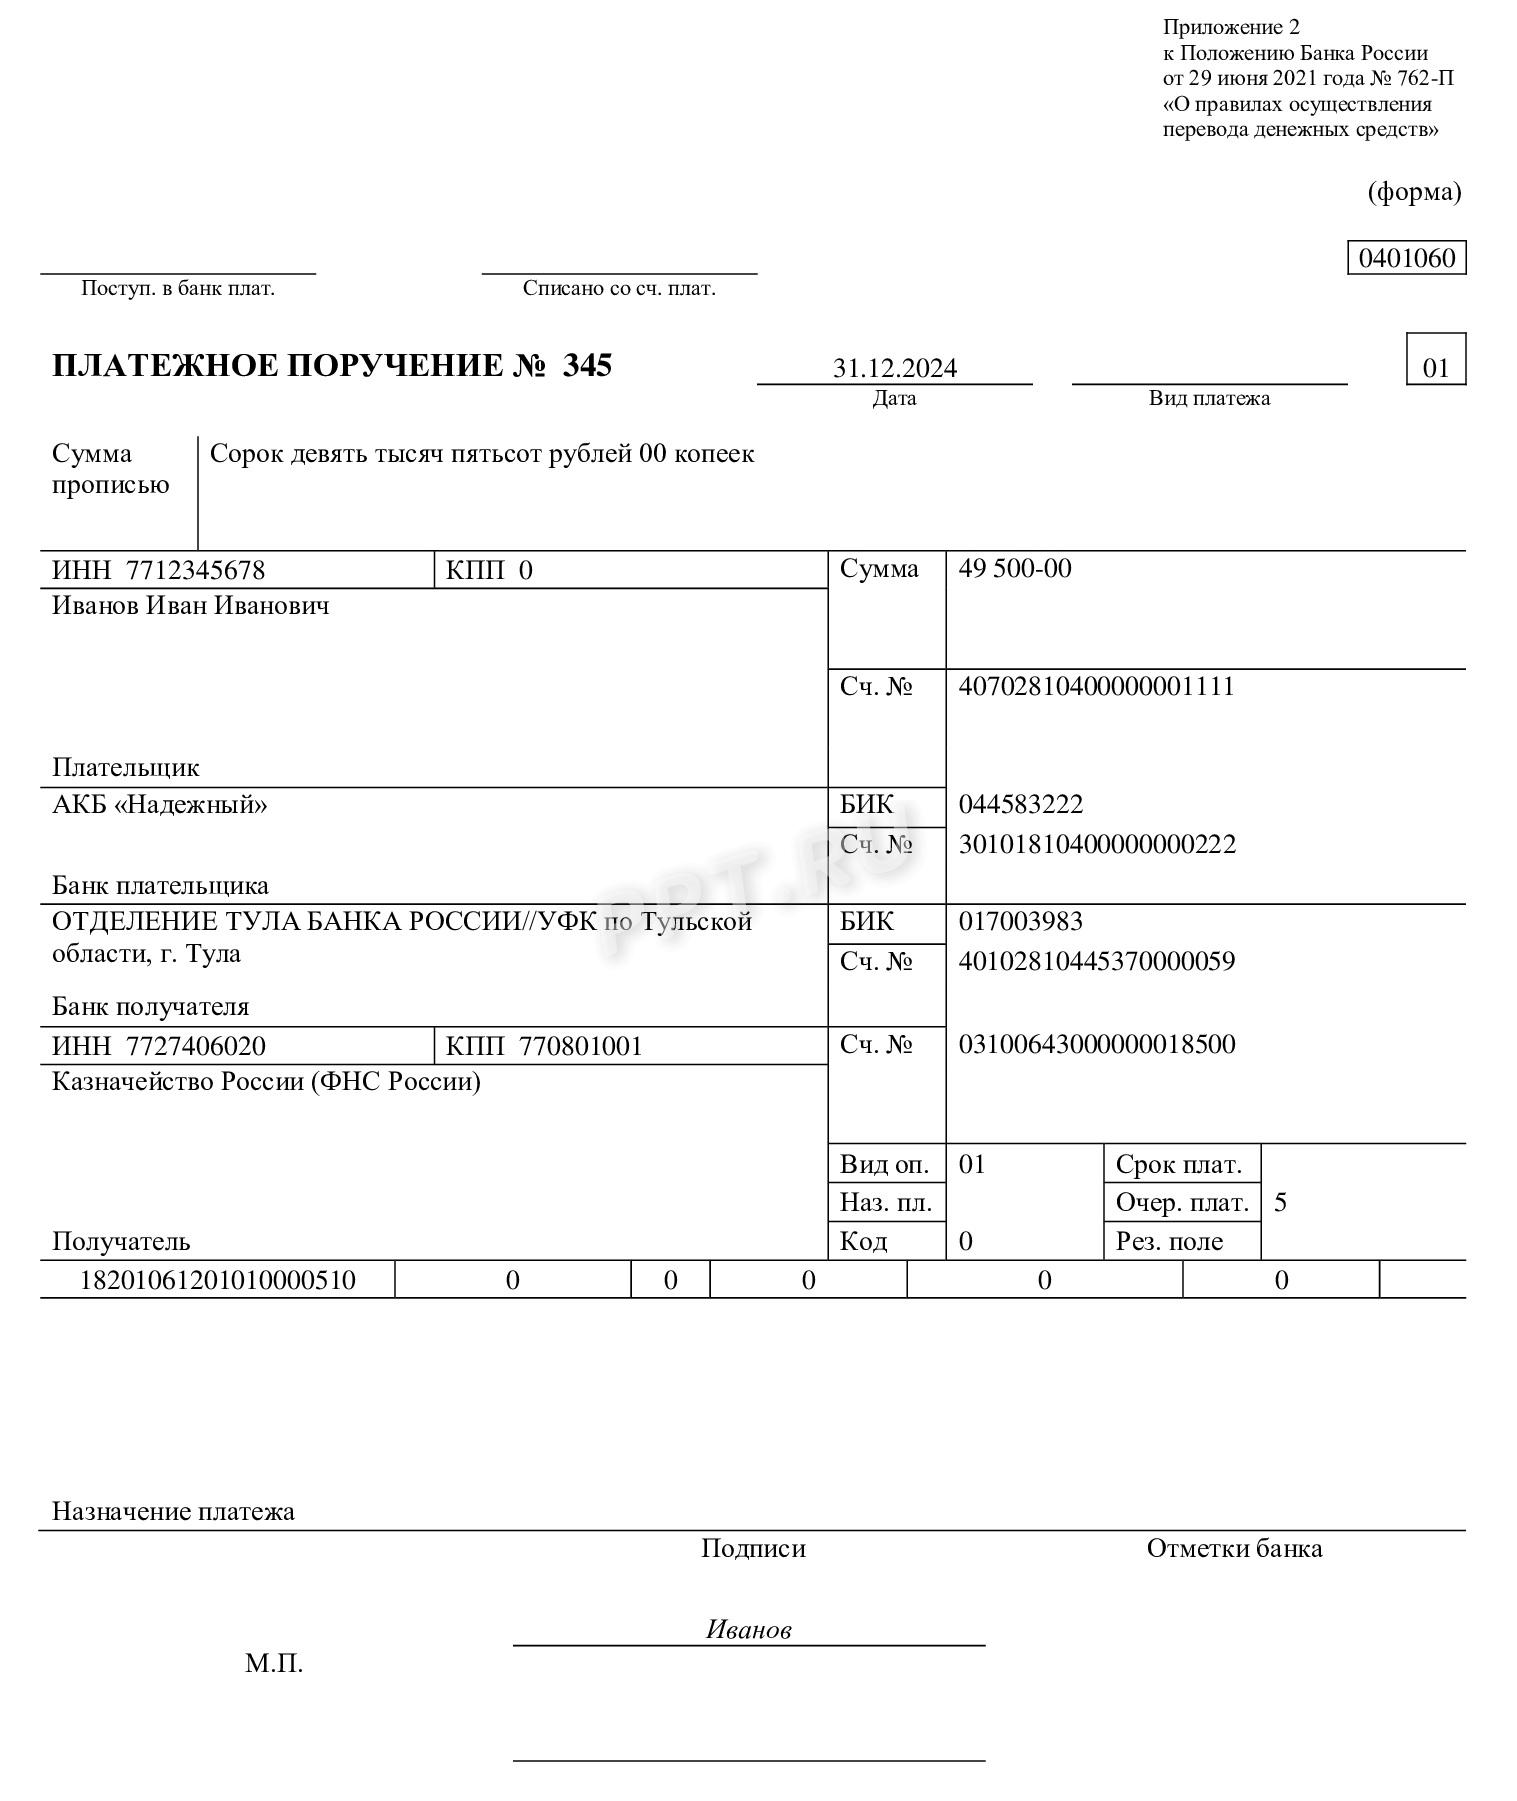 Приложение 2
к Положению Банка России
от 29 июня 2021 года № 762-П
«О правилах осуществления
перевода денежных средств»
(форма)
0401060
Поступ. в банк плат.
Списано со сч. плат.
ПЛАТЕЖНОЕ ПОРУЧЕНИЕ № 345
31.12.2024
01
Дата
Вид платежа
Сумма
прописью
Сорок девять тысяч пятьсот рублей 00 копеек
ИНН 7712345678
КПП 0
Сумма
49 500-00
Иванов Иван Иванович
Сч. №
40702810400000001111
Плательщик
АКБ «Надежный»
БИК
044583222
Сч. №
30101810400000000222
Банк плательщика
PPT.RU
ОТДЕЛЕНИЕ ТУЛА БАНКА РОССИИ//УФК по Тульской
области, г. Тула
БИК
017003983
Сч. №
40102810445370000059
Банк получателя
ИНН 7727406020
КПП 770801001
Сч. №
03100643000000018500
Казначейство России (ФНС России)
Вид оп.
01
Срок плат.
Наз. пл.
Очер. плат.
5
Получатель
Код
0
Рез. поле
18201061201010000510
0
0
0
0
0
Назначение платежа
Подписи
Отметки банка
Иванов
М.П.